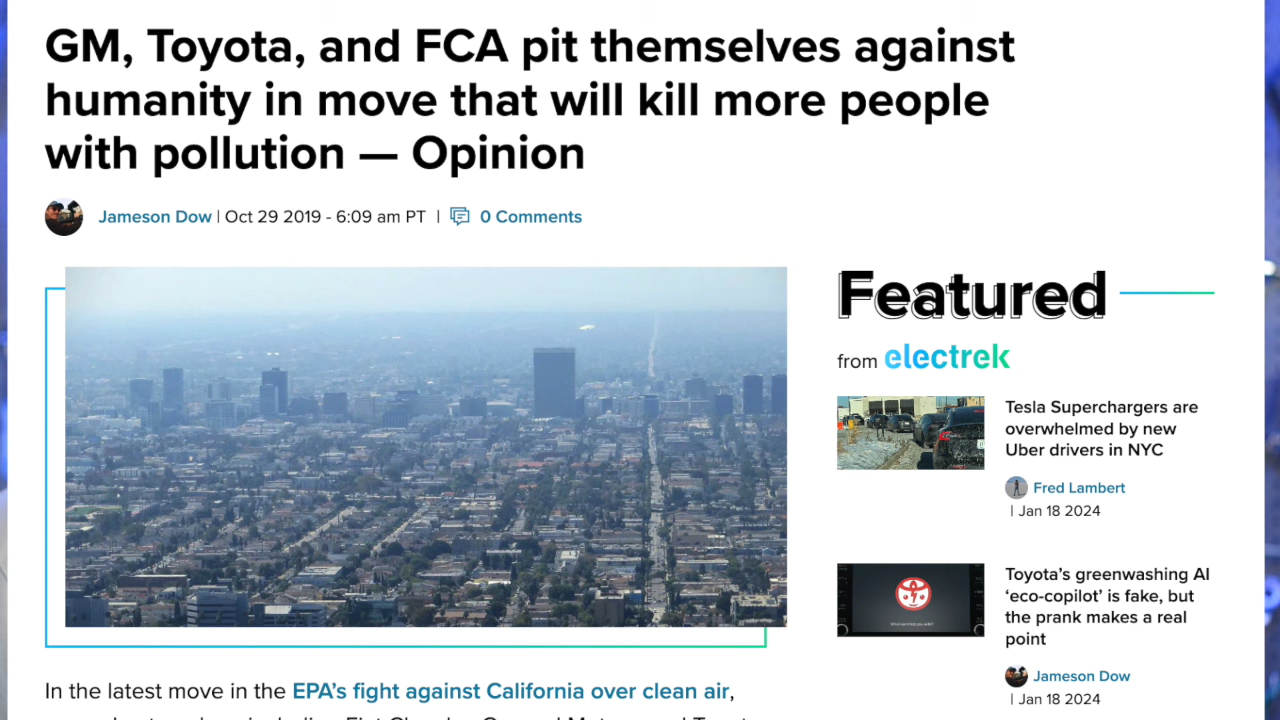 GM, Toyota, and FCA pit themselves against
humanity in move that will kill more people
with pollution — Opinion
Jameson Dow | Oct 29 2019 - 6:09 am PT | 0 Comments
Featured
from electrek
Tesla Superchargers are
overwhelmed by new
Uber drivers in NYC
Fred Lambert
| Jan 18 2024
Toyota’s greenwashing AI
‘eco-copilot’ is fake, but
the prank makes a real
point
Jameson Dow
| Jan 18 2024
In the latest move in the EPA’s fight against California over clean air,